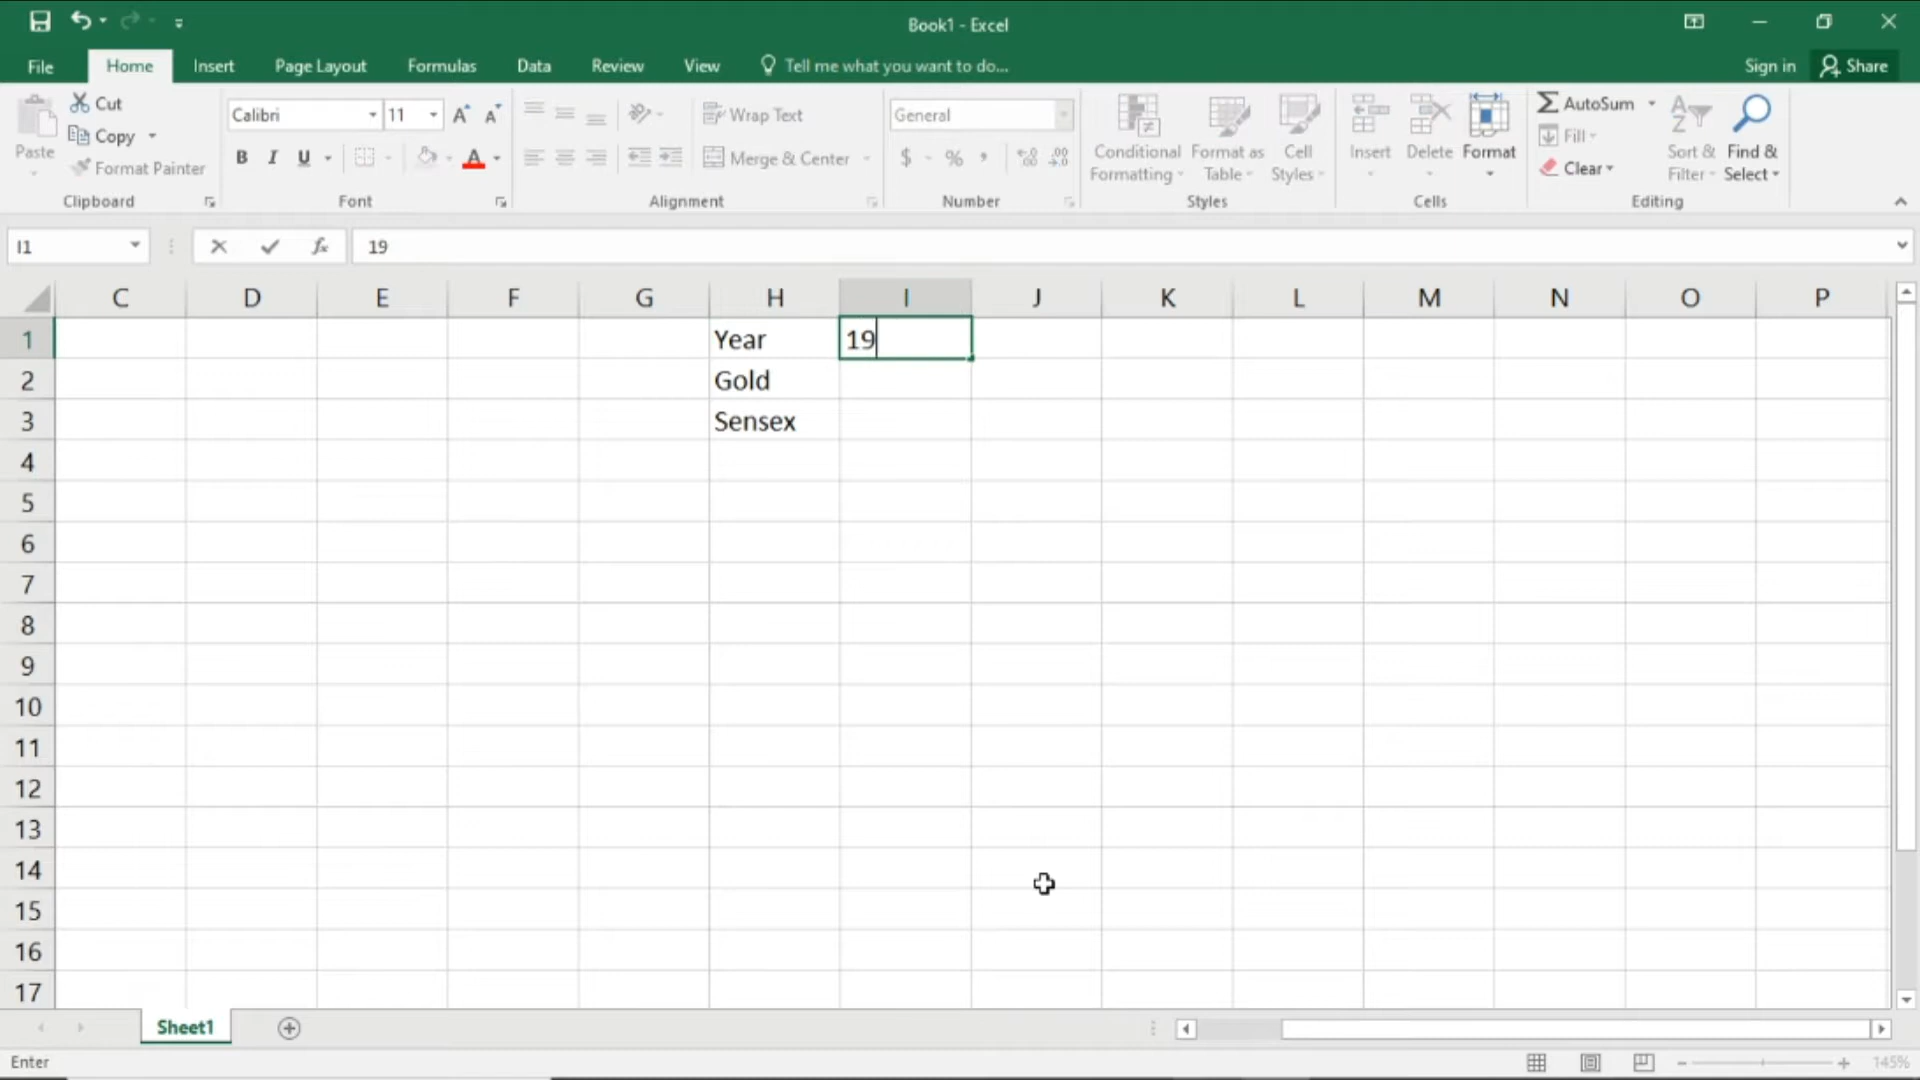 Book1 - Excel
File Home Insert Page Layout Formulas Data Review View Tell me what you want to do... Sign in Share
Paste
Cut
Copy
Format Painter
Clipboard
Calibri 11 A A
B I U A
Font
Wrap Text
Merge & Center
Alignment
General
$ % , .00 .00
Number
Conditional Formatting
Format as Table
Cell Styles
Styles
Insert
Delete
Format
Cells
AutoSum
Fill
Clear
Sort & Filter
Find & Select
Editing
I1 fx 19
C D E F G H I J K L M N O P
1 Year 19
2 Gold
3 Sensex
4
5
6
7
8
9
10
11
12
13
14
15
16
17
Sheet1
Enter 145%